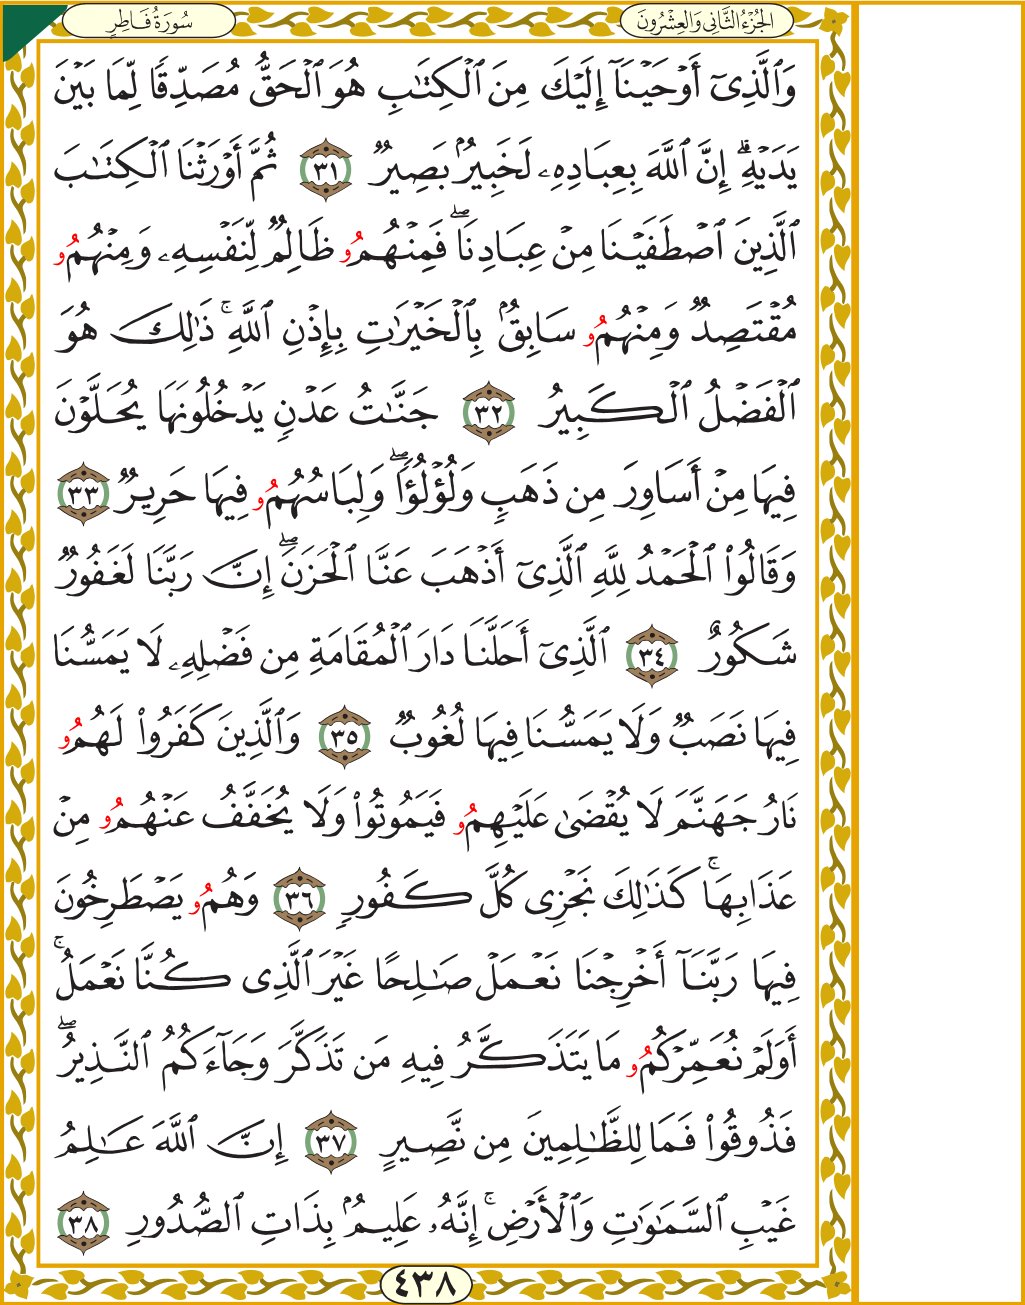 الجُزْءُ الثَّانِي وَالعِشْرُونَ
سُورَةُ فَاطِرٍ
وَٱلَّذِىٓ أَوۡحَيۡنَآ إِلَيۡكَ مِنَ ٱلۡكِتَٰبِ هُوَ ٱلۡحَقُّ مُصَدِّقٗا لِّمَا بَيۡنَ
يَدَيۡهِۗ إِنَّ ٱللَّهَ بِعِبَادِهِۦ لَخَبِيرُۢ بَصِيرٞ ٣١ ثُمَّ أَوۡرَثۡنَا ٱلۡكِتَٰبَ
ٱلَّذِينَ ٱصۡطَفَيۡنَا مِنۡ عِبَادِنَاۖ فَمِنۡهُمُۥ ظَالِمٞ لِّنَفۡسِهِۦ وَمِنۡهُمُۥ
مُقۡتَصِدٞ وَمِنۡهُمُۥ سَابِقُۢ بِٱلۡخَيۡرَٰتِ بِإِذۡنِ ٱللَّهِۚ ذَٰلِكَ هُوَ
ٱلۡفَضۡلُ ٱلۡكَبِيرُ ٣٢ جَنَّٰتُ عَدۡنٖ يَدۡخُلُونَهَا يُحَلَّوۡنَ
فِيهَا مِنۡ أَسَاوِرَ مِن ذَهَبٖ وَلُؤۡلُؤٗاۖ وَلِبَاسُهُمُۥ فِيهَا حَرِيرٞ ٣٣
وَقَالُواْ ٱلۡحَمۡدُ لِلَّهِ ٱلَّذِىٓ أَذۡهَبَ عَنَّا ٱلۡحَزَنَۖ إِنَّ رَبَّنَا لَغَفُورٞ
شَكُورٌ ٣٤ ٱلَّذِىٓ أَحَلَّنَا دَارَ ٱلۡمُقَامَةِ مِن فَضۡلِهِۦ لَا يَمَسُّنَا
فِيهَا نَصَبٞ وَلَا يَمَسُّنَا فِيهَا لُغُوبٞ ٣٥ وَٱلَّذِينَ كَفَرُواْ لَهُمُۥ
نَارُ جَهَنَّمَ لَا يُقۡضَىٰ عَلَيۡهِمُۥ فَيَمُوتُواْ وَلَا يُخَفَّفُ عَنۡهُمُۥ مِنۡ
عَذَابِهَاۚ كَذَٰلِكَ نَجۡزِى كُلَّ كَفُورٖ ٣٦ وَهُمُۥ يَصۡطَرِخُونَ
فِيهَا رَبَّنَآ أَخۡرِجۡنَا نَعۡمَلۡ صَٰلِحًا غَيۡرَ ٱلَّذِى كُنَّا نَعۡمَلُۚ
أَوَلَمۡ نُعَمِّرۡكُمُۥ مَا يَتَذَكَّرُ فِيهِ مَن تَذَكَّرَ وَجَآءَكُمُ ٱلنَّذِيرُۖ
فَذُوقُواْ فَمَا لِلظَّٰلِمِينَ مِن نَّصِيرٍ ٣٧ إِنَّ ٱللَّهَ عَٰلِمُ
غَيۡبِ ٱلسَّمَٰوَٰتِ وَٱلۡأَرۡضِۚ إِنَّهُۥ عَلِيمُۢ بِذَاتِ ٱلصُّدُورِ ٣٨
٤٣٨